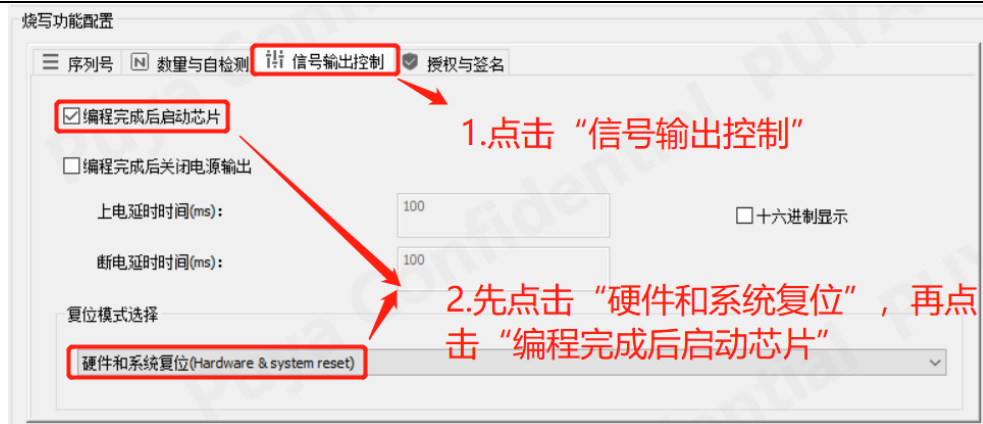 烧写功能配置
序列号 N 数量与自检测 信号输出控制 授权与签名
编程完成后启动芯片
1.点击“信号输出控制”
编程完成后关闭电源输出
上电延时时间(ms): 100 十六进制显示
断电延时时间(ms): 100
2.先点击“硬件和系统复位”，再点
击“编程完成后启动芯片”
复位模式选择
硬件和系统复位(Hardware & system reset)
Puya Confidential PUYA
Puya Confidential PUYA